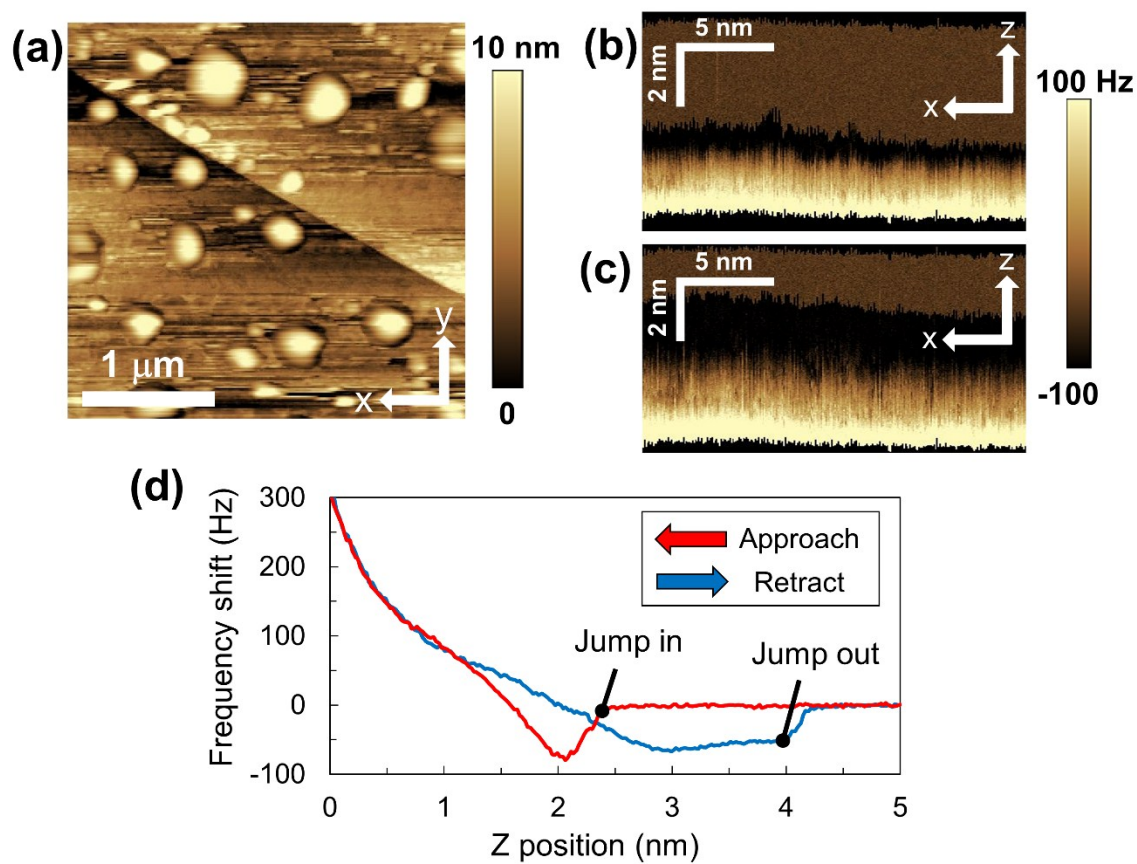 (a)
10 nm
0
1 μm
y
x
(b)
5 nm
2 nm
z
x
100 Hz
-100
(c)
5 nm
2 nm
z
x
(d)
Frequency shift (Hz)
300
200
100
0
-100
Approach
Retract
Jump in
Jump out
0 1 2 3 4 5
Z position (nm)